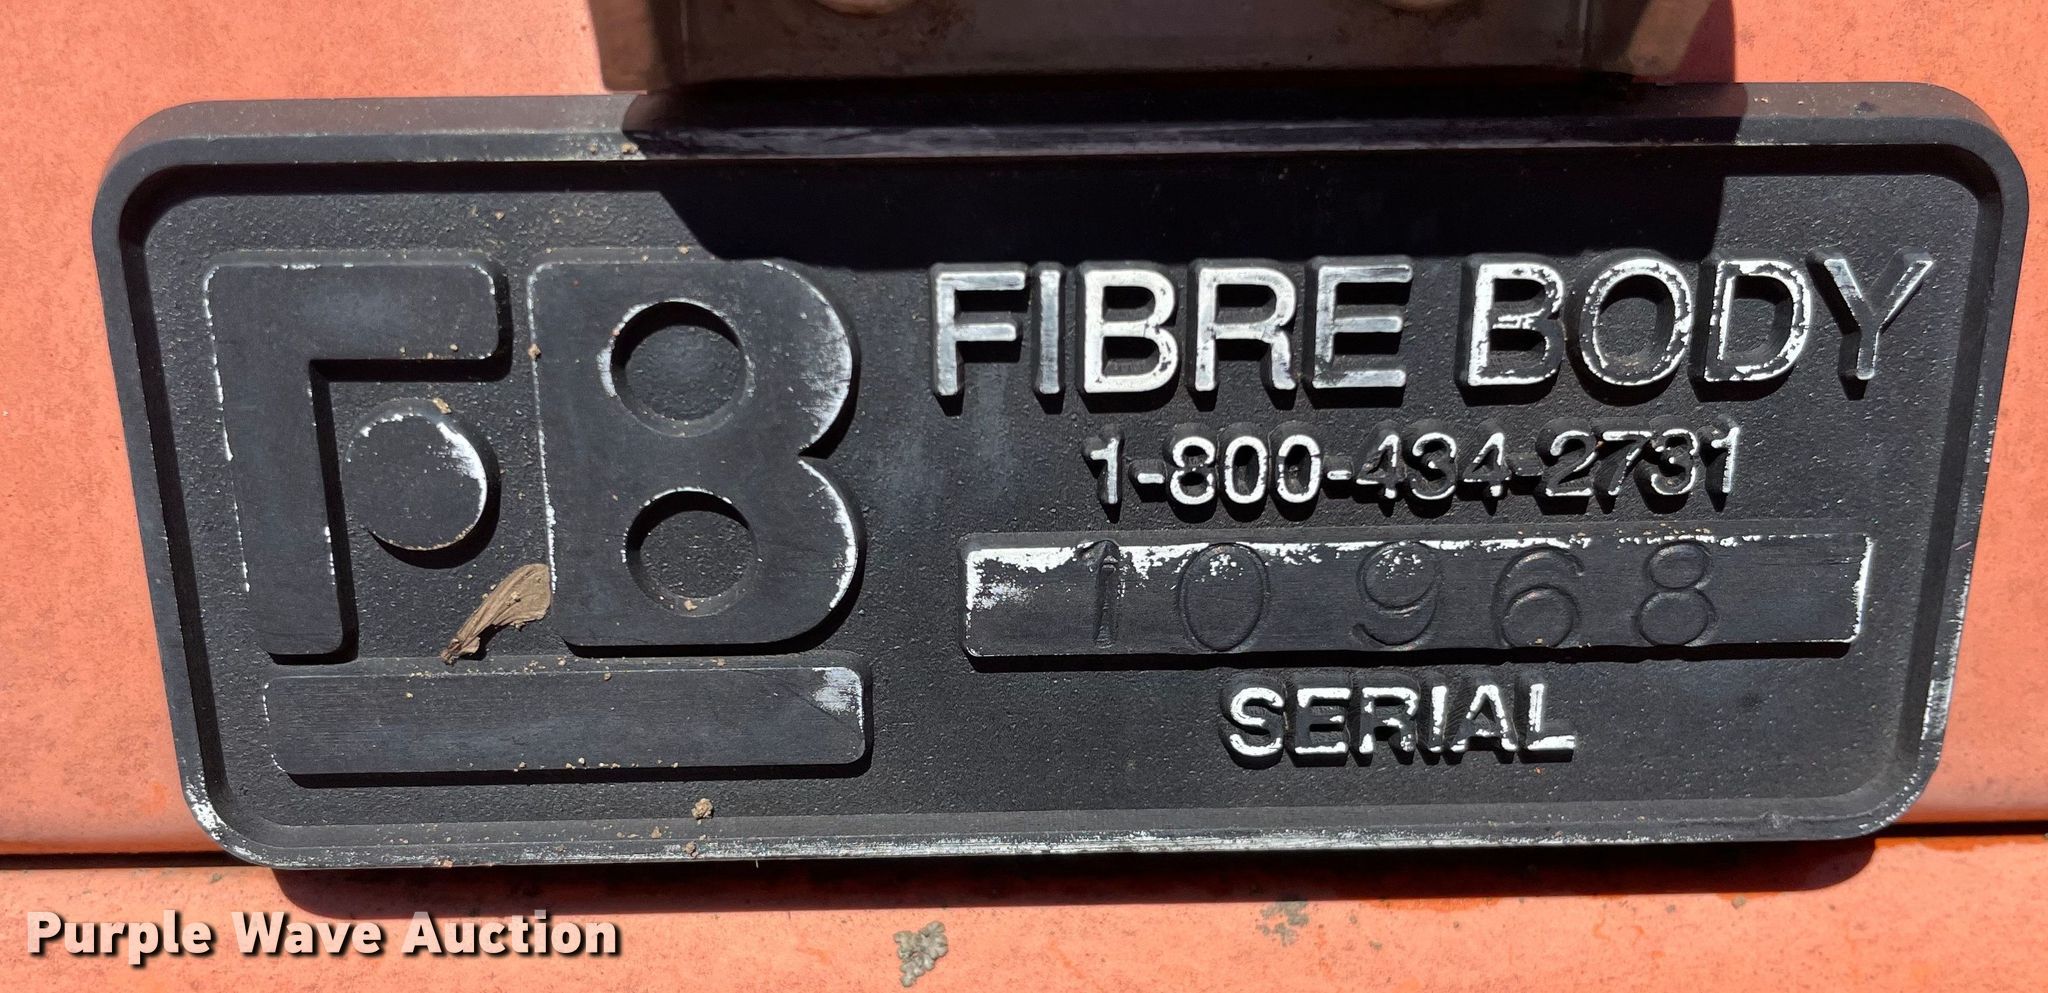 FB
FIBRE BODY
1-800-434-2731
10968
SERIAL
Purple Wave Auction